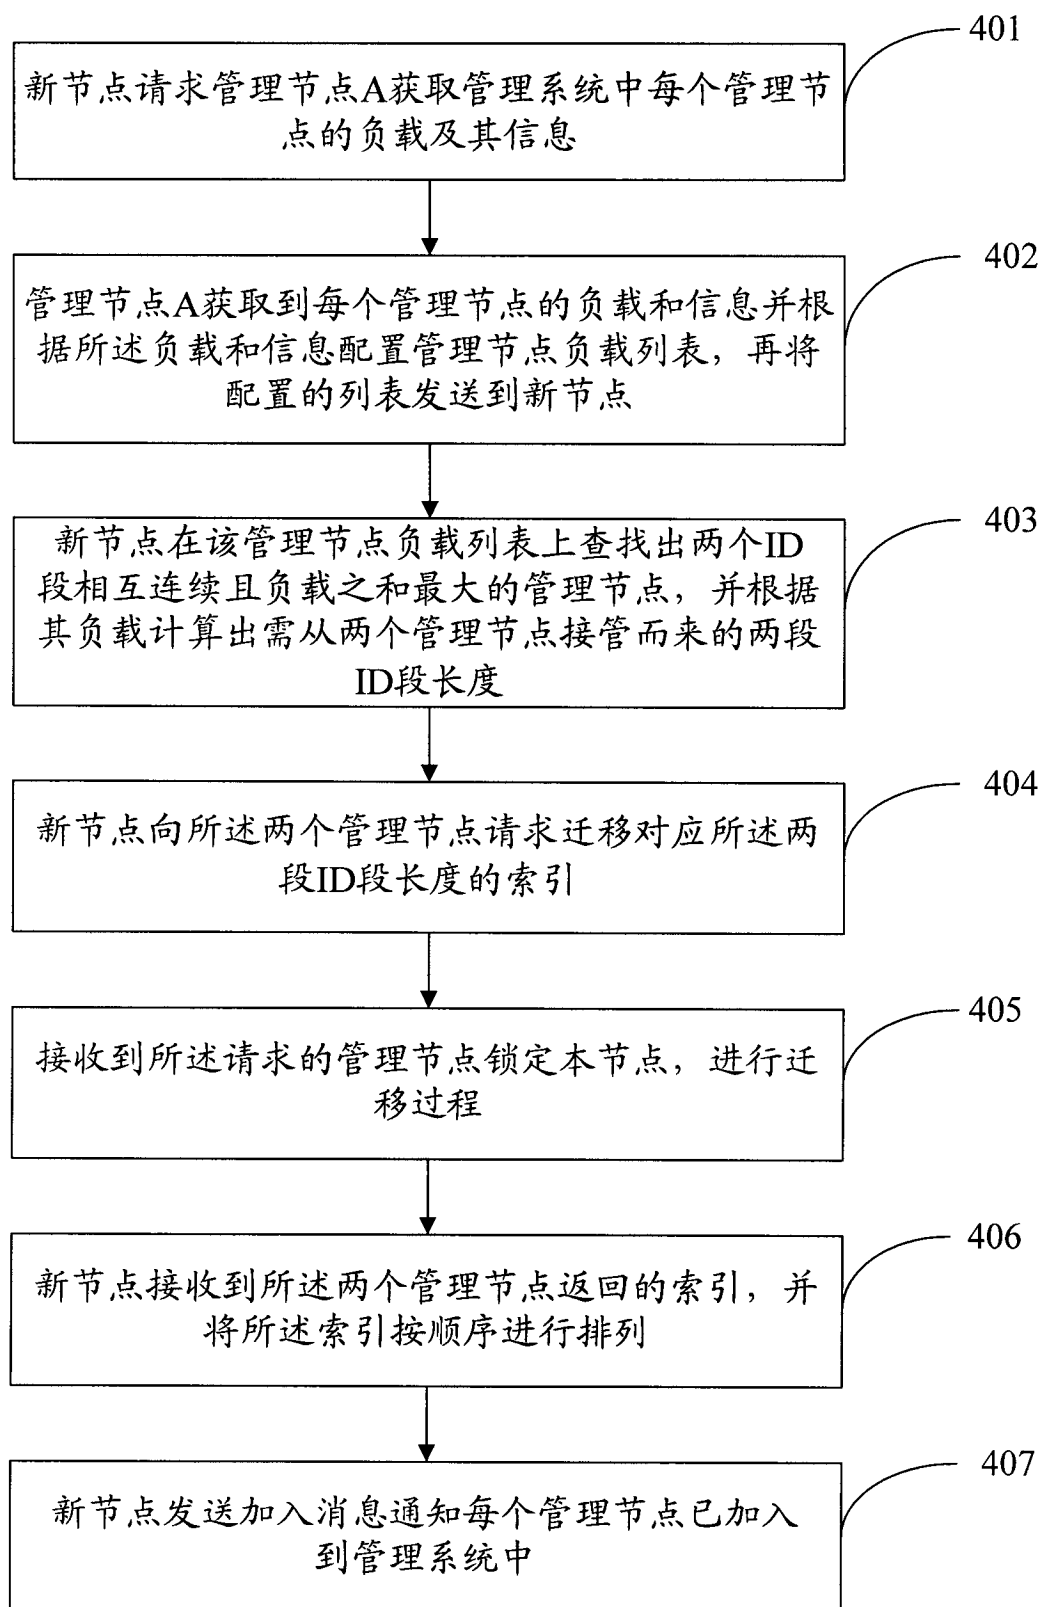 401
新节点请求管理节点A获取管理系统中每个管理节
点的负载及其信息
402
管理节点A获取到每个管理节点的负载和信息并根
据所述负载和信息配置管理节点负载列表，再将
配置的列表发送到新节点
403
新节点在该管理节点负载列表上查找出两个ID
段相互连续且负载之和最大的管理节点，并根据
其负载计算出需从两个管理节点接管而来的两段
ID段长度
404
新节点向所述两个管理节点请求迁移对应所述两
段ID段长度的索引
405
接收到所述请求的管理节点锁定本节点，进行迁
移过程
406
新节点接收到所述两个管理节点返回的索引，并
将所述索引按顺序进行排列
407
新节点发送加入消息通知每个管理节点已加入
到管理系统中